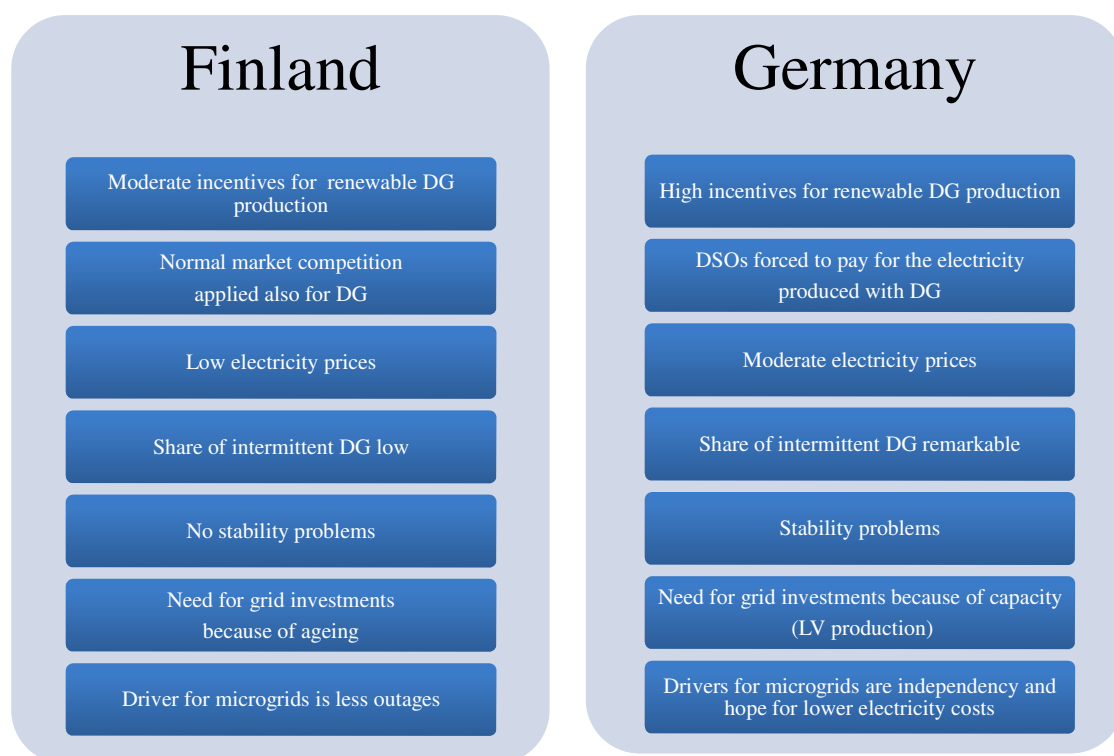 Finland
Moderate incentives for renewable DG
production
Normal market competition
applied also for DG
Low electricity prices
Share of intermittent DG low
No stability problems
Need for grid investments
because of ageing
Driver for microgrids is less outages
Germany
High incentives for renewable DG production
DSOs forced to pay for the electricity
produced with DG
Moderate electricity prices
Share of intermittent DG remarkable
Stability problems
Need for grid investments because of capacity
(LV production)
Drivers for microgrids are independency and
hope for lower electricity costs